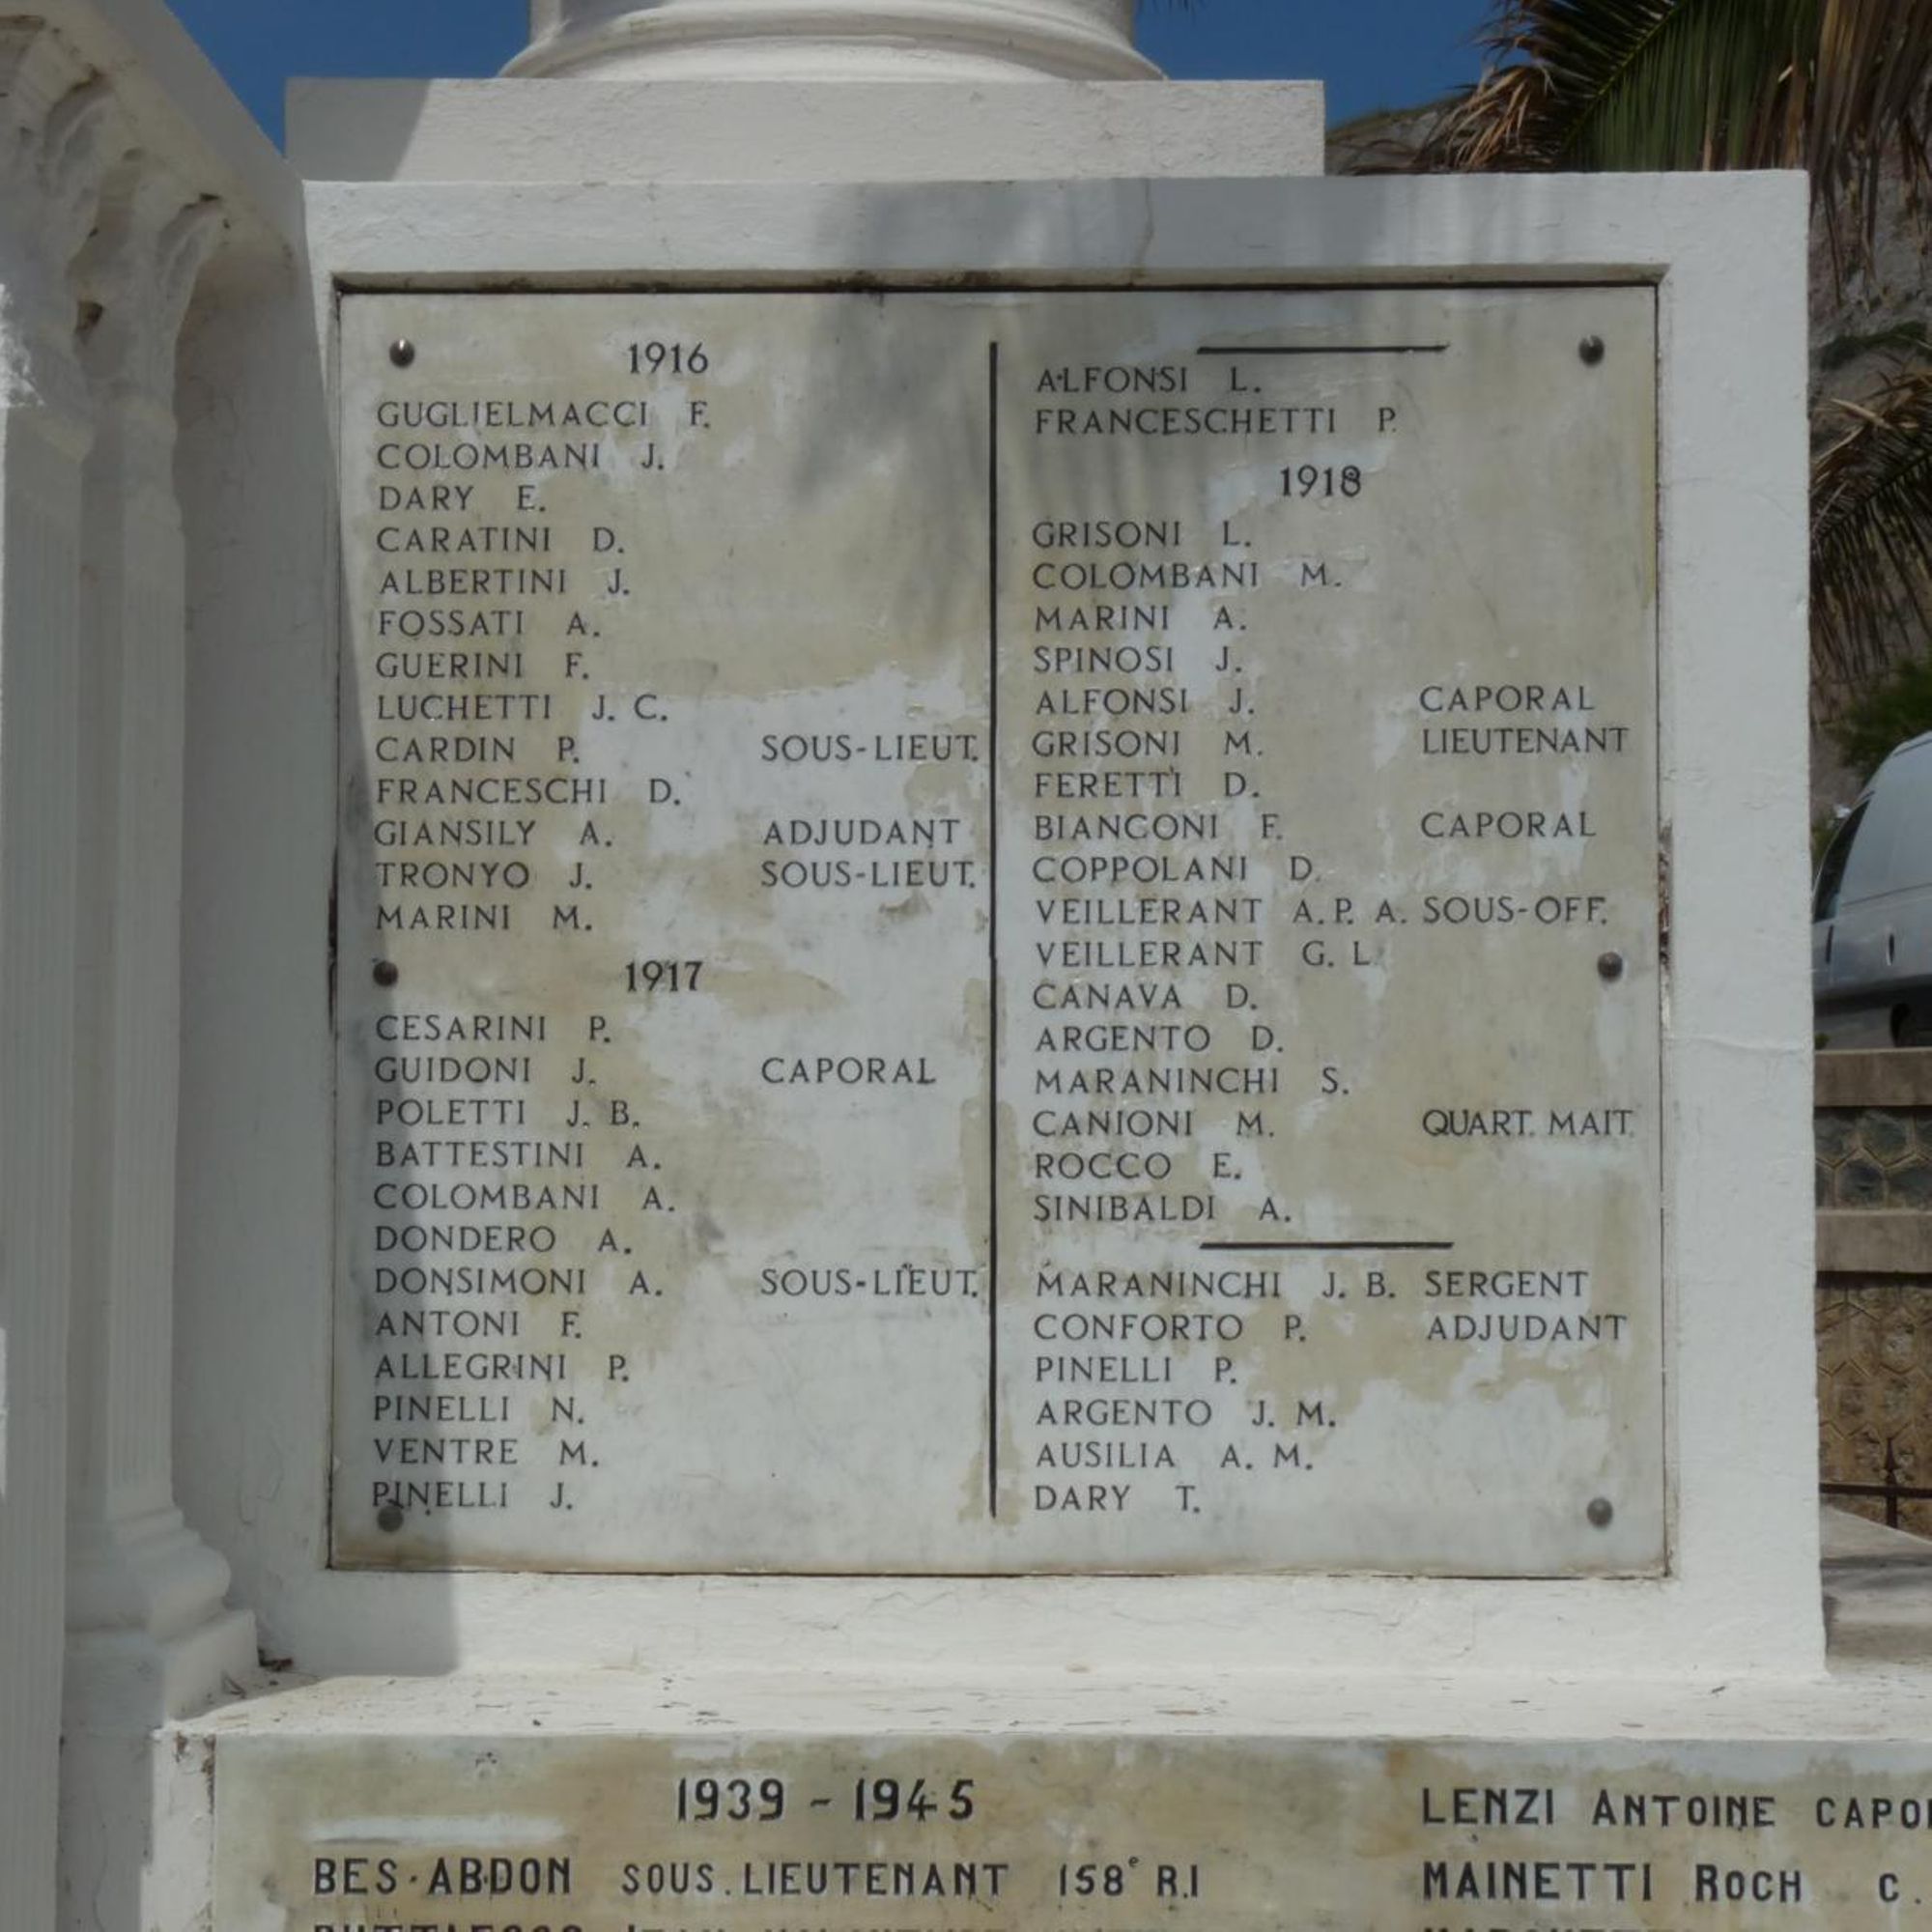 1916
GUGLIELMACCI F.
COLOMBANI J.
DARY E.
CARATINI D.
ALBERTINI J.
FOSSATI A.
GUERINI F.
LUCHETTI J. C.
CARDIN P. SOUS-LIEUT.
FRANCESCHI D.
GIANSILY A. ADJUDANT
TRONYO J. SOUS-LIEUT.
MARINI M.
1917
CESARINI P.
GUIDONI J. CAPORAL
POLETTI J. B.
BATTESTINI A.
COLOMBANI A.
DONDERO A.
DONSIMONI A. SOUS-LIEUT.
ANTONI F.
ALLEGRINI P.
PINELLI N.
VENTRE M.
PINELLI J.
ALFONSI L.
FRANCESCHETTI P.
1918
GRISONI L.
COLOMBANI M.
MARINI A.
SPINOSI J.
ALFONSI J. CAPORAL
GRISONI M. LIEUTENANT
FERETTI D.
BIANCONI F. CAPORAL
COPPOLANI D.
VEILLERANT A. P. A. SOUS-OFF.
VEILLERANT G. L.
CANAVA D.
ARGENTO D.
MARANINCHI S.
CANIONI M. QUART. MAIT.
ROCCO E.
SINIBALDI A.
MARANINCHI J. B. SERGENT
CONFORTO P. ADJUDANT
PINELLI P.
ARGENTO J. M.
AUSILIA A. M.
DARY T.
1939 - 1945
BES. ABDON SOUS.LIEUTENANT 158e R.I
LENZI ANTOINE
MAINETTI ROCH C.